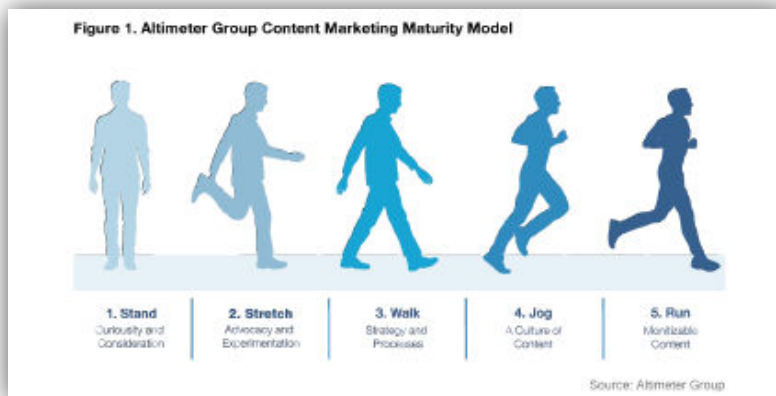 Figure 1. Altimeter Group Content Marketing Maturity Model
1. Stand
Curiousity and
Consideration
2. Stretch
Advocacy and
Experimentation
3. Walk
Strategy and
Processes
4. Jog
A Culture of
Content
5. Run
Monitizable
Content
Source: Altimeter Group